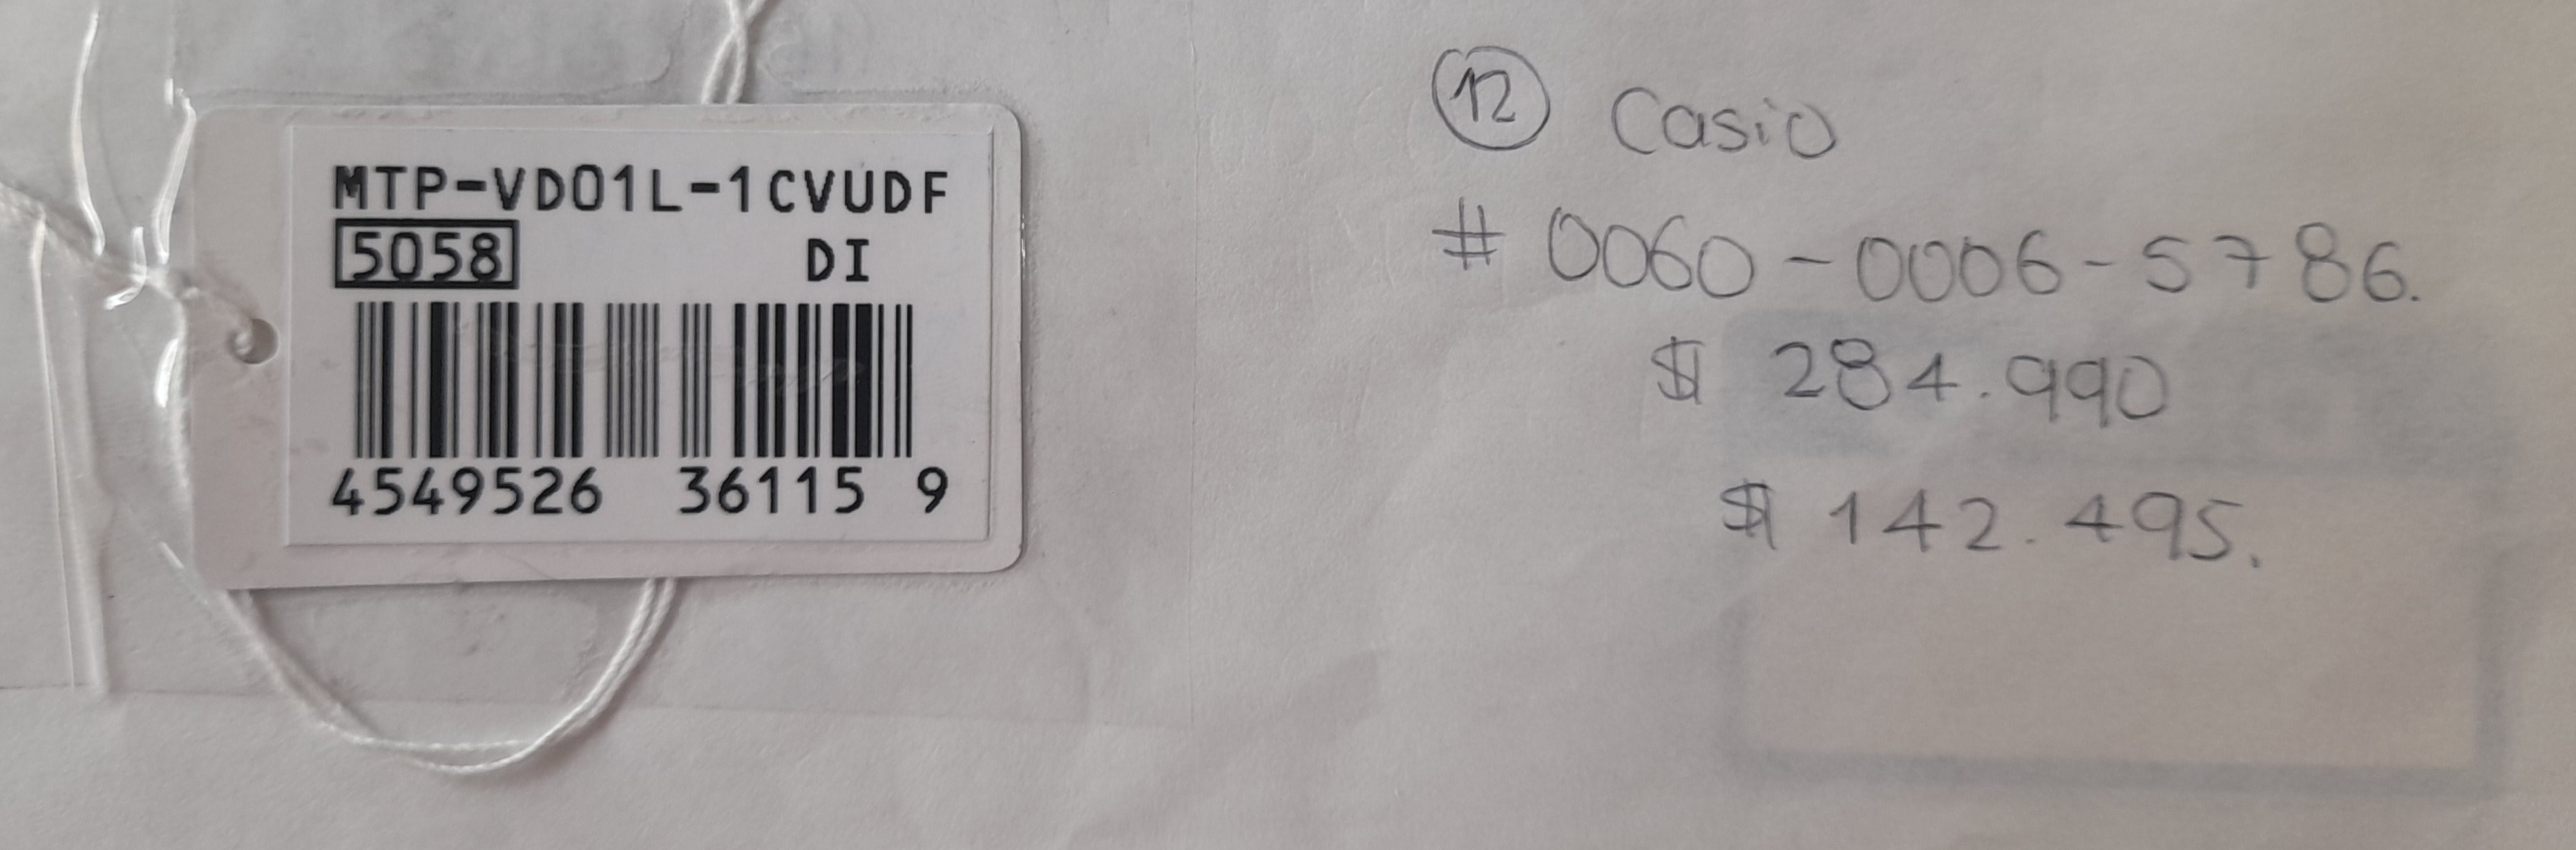 MTP-VD01L-1CVUDF
5058 DI
4549526 36115 9
12 Casio
# 0060-0006-5786.
$ 284.990
$ 142.495.